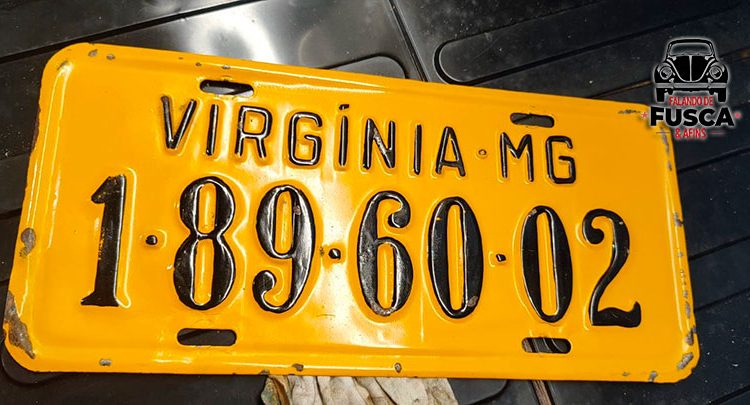 VIRGÍNIA·MG
1·89·60·02
FALANDO DE
FUSCA
& AFINS